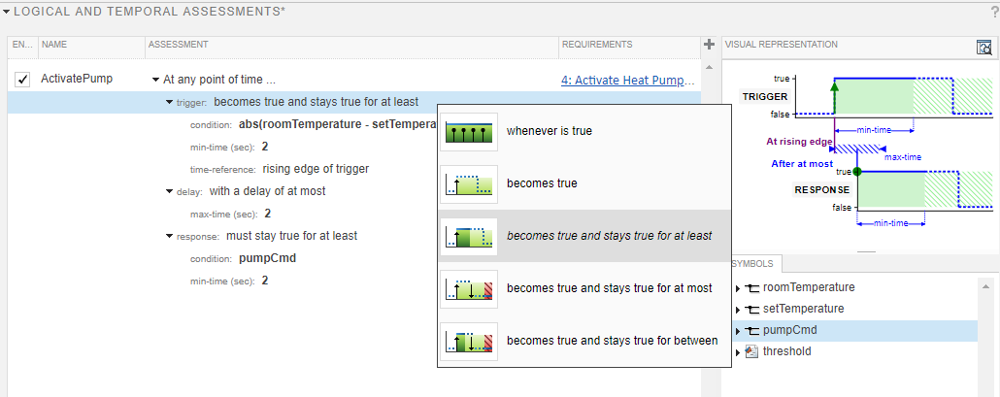 LOGICAL AND TEMPORAL ASSESSMENTS*
?
EN... NAME ASSESSMENT REQUIREMENTS
ActivatePump At any point of time ... 4: Activate Heat Pump...
trigger: becomes true and stays true for at least
condition: abs(roomTemperature - setTempera
min-time (sec): 2
time-reference: rising edge of trigger
delay: with a delay of at most
max-time (sec): 2
response: must stay true for at least
condition: pumpCmd
min-time (sec): 2
whenever is true
becomes true
becomes true and stays true for at least
becomes true and stays true for at most
becomes true and stays true for between
VISUAL REPRESENTATION
true
TRIGGER
false
min-time
At rising edge
max-time
After at most
true
RESPONSE
false
min-time
SYMBOLS
roomTemperature
setTemperature
pumpCmd
threshold